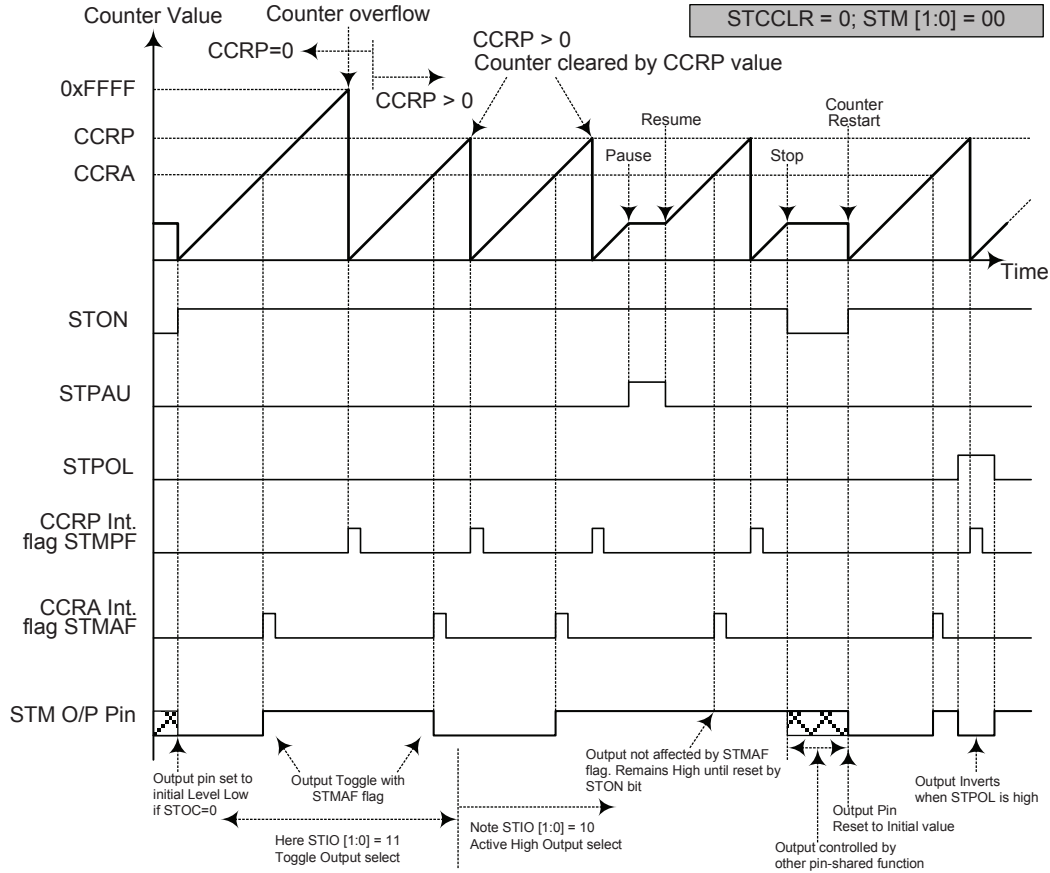 Counter Value
Counter overflow
STCCLR = 0; STM [1:0] = 00
CCRP=0
CCRP > 0
CCRP > 0
Counter cleared by CCRP value
0xFFFF
CCRP
CCRA
Pause
Resume
Stop
Counter
Restart
Time
STON
STPAU
STPOL
CCRP Int.
flag STMPF
CCRA Int.
flag STMAF
STM O/P Pin
Output pin set to
initial Level Low
if STOC=0
Output Toggle with
STMAF flag
Output not affected by STMAF
flag. Remains High until reset by
STON bit
Output Inverts
when STPOL is high
Here STIO [1:0] = 11
Toggle Output select
Note STIO [1:0] = 10
Active High Output select
Output Pin
Reset to Initial value
Output controlled by
other pin-shared function